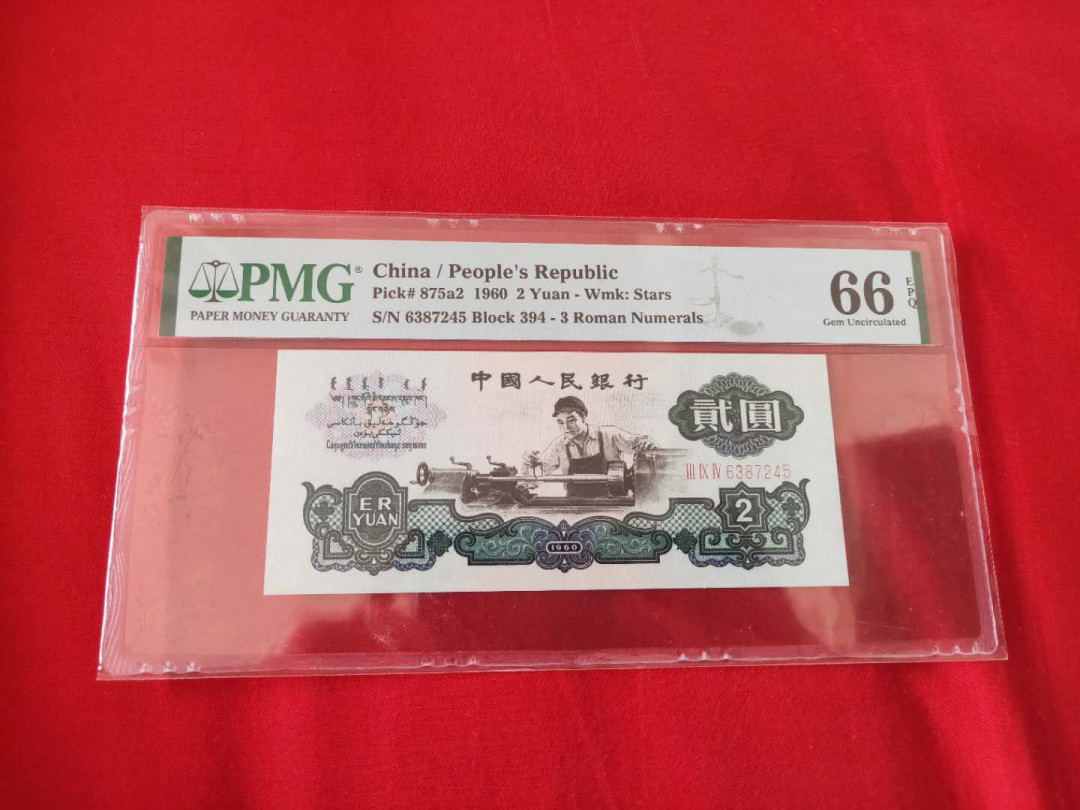 PMG®
PAPER MONEY GUARANTY
China / People's Republic
Pick# 875a2 1960 2 Yuan - Wmk: Stars
S/N 6387245 Block 394 - 3 Roman Numerals
66 EPQ
Gem Uncirculated
中國人民銀行
貳圓
III IX IV 6387245
ER
YUAN
2
1960